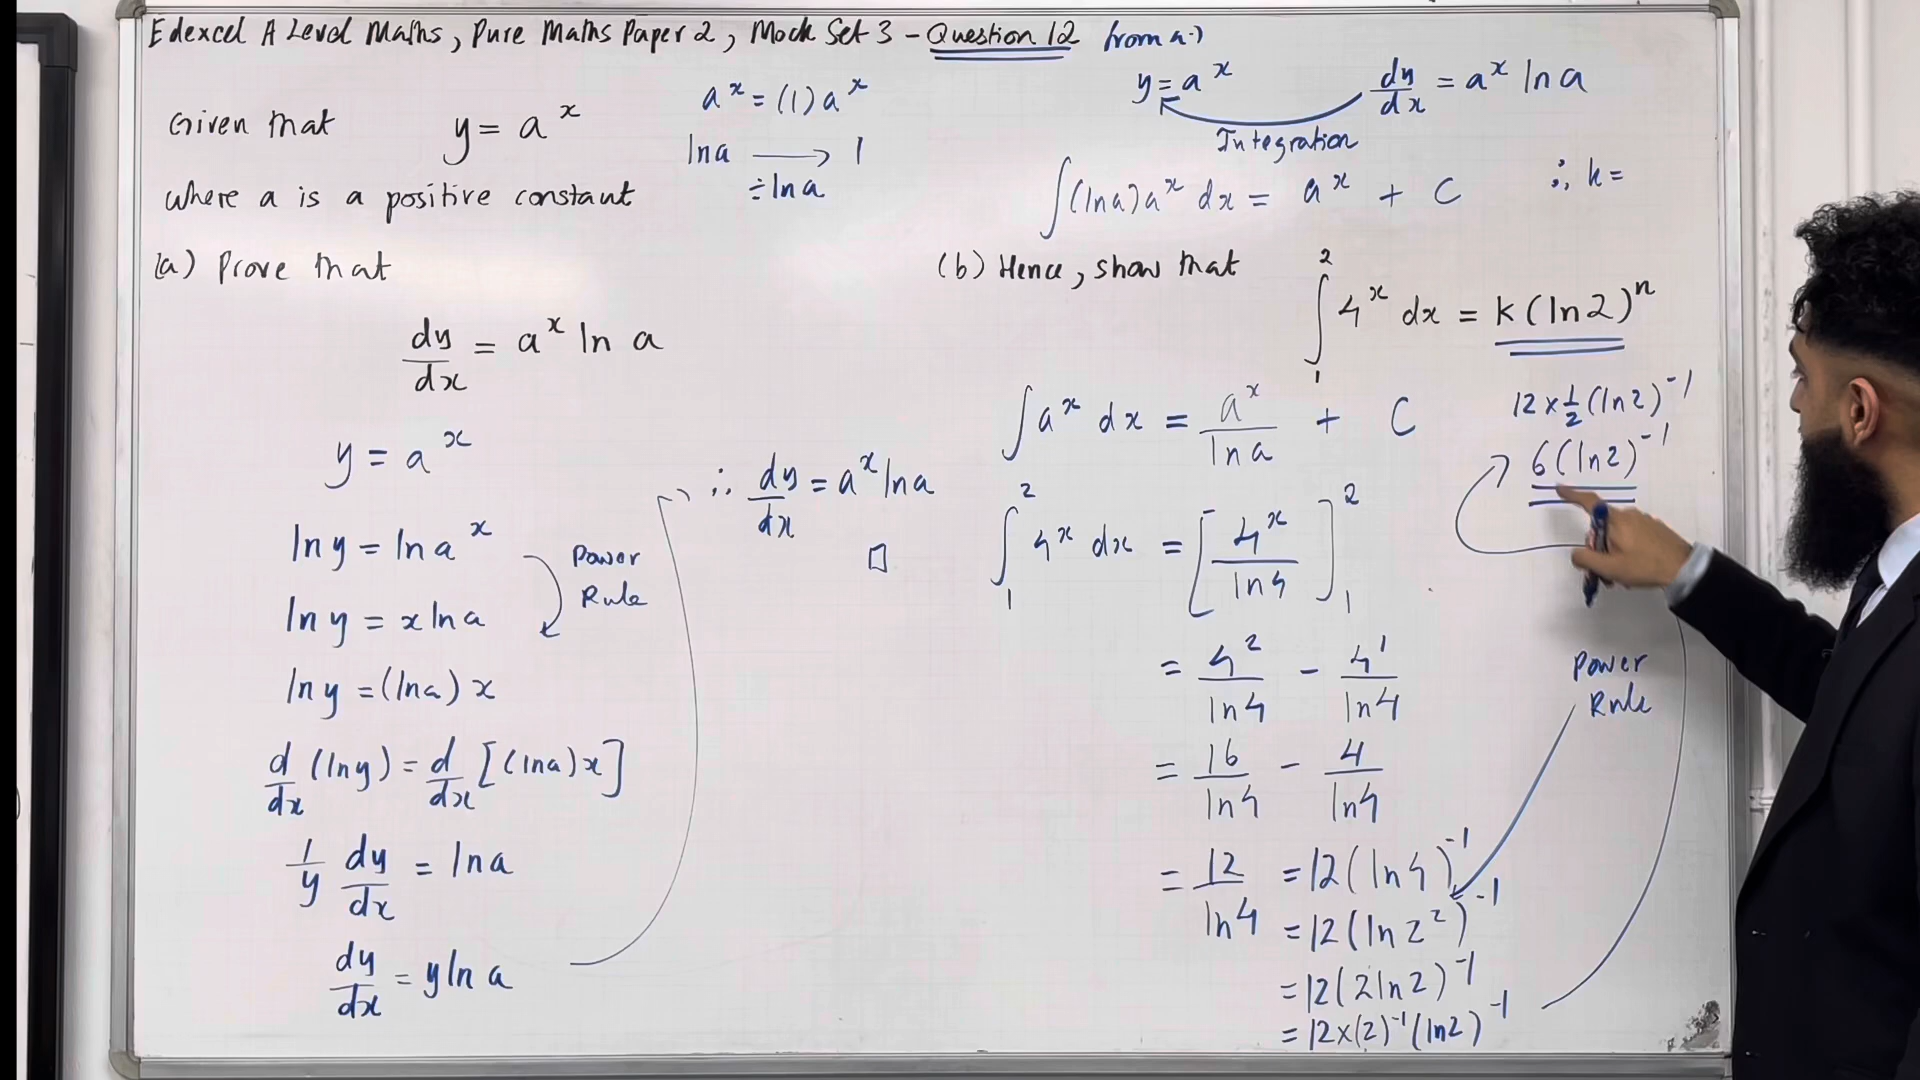 Edexcel A Level Maths, Pure Maths Paper 2, Mock Set 3 - Question 12 from a.)
Given that y = a^x
where a is a positive constant
a^x = (1) a^x
ln a ⟶ 1
÷ ln a
(a) Prove that
dy/dx = a^x ln a
y = a^x
ln y = ln a^x
Power Rule
ln y = x ln a
ln y = (ln a) x
d/dx (ln y) = d/dx [(ln a) x]
1/y dy/dx = ln a
dy/dx = y ln a
∴ dy/dx = a^x ln a
□
y = a^x dy/dx = a^x ln a
Integration
∫(ln a) a^x dx = a^x + C ∴ k =
(b) Hence, show that ∫_1^2 4^x dx = k (ln 2)^n
∫ a^x dx = a^x/ln a + C
∫_1^2 4^x dx = [4^x/ln 4]_1^2
= 4^2/ln 4 - 4^1/ln 4
= 16/ln 4 - 4/ln 4
= 12/ln 4 = 12 (ln 4)^-1
= 12 (ln 2^2)^-1
Power
Rule
= 12 (2 ln 2)^-1
= 12 × (2)^-1 (ln 2)^-1
12 × 1/2 (ln 2)^-1
6 (ln 2)^-1